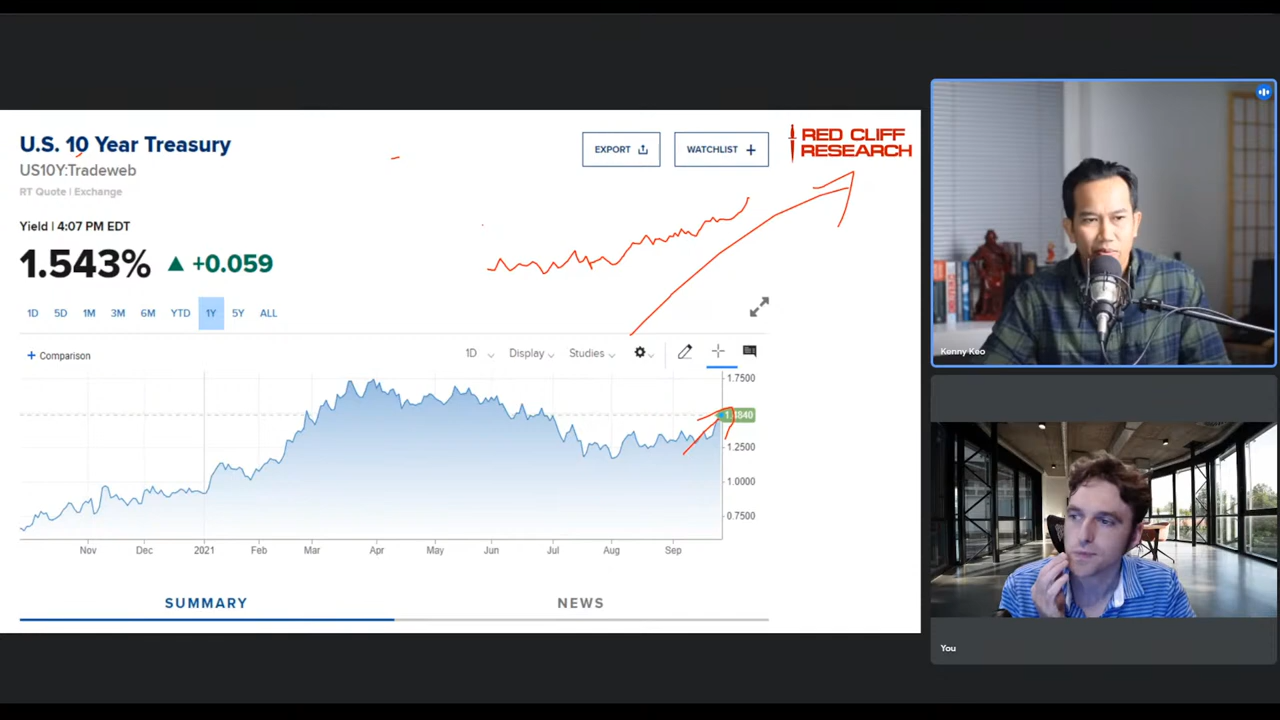 U.S. 10 Year Treasury
US10Y:Tradeweb
RT Quote | Exchange
EXPORT
WATCHLIST +
RED CLIFF
RESEARCH
Yield | 4:07 PM EDT
1.543% ▲ +0.059
1D 5D 1M 3M 6M YTD 1Y 5Y ALL
+ Comparison
1D Display Studies
1.7500
1.2500
1.0000
0.7500
Nov Dec 2021 Feb Mar Apr May Jun Jul Aug Sep
SUMMARY NEWS
Kenny Keo
You